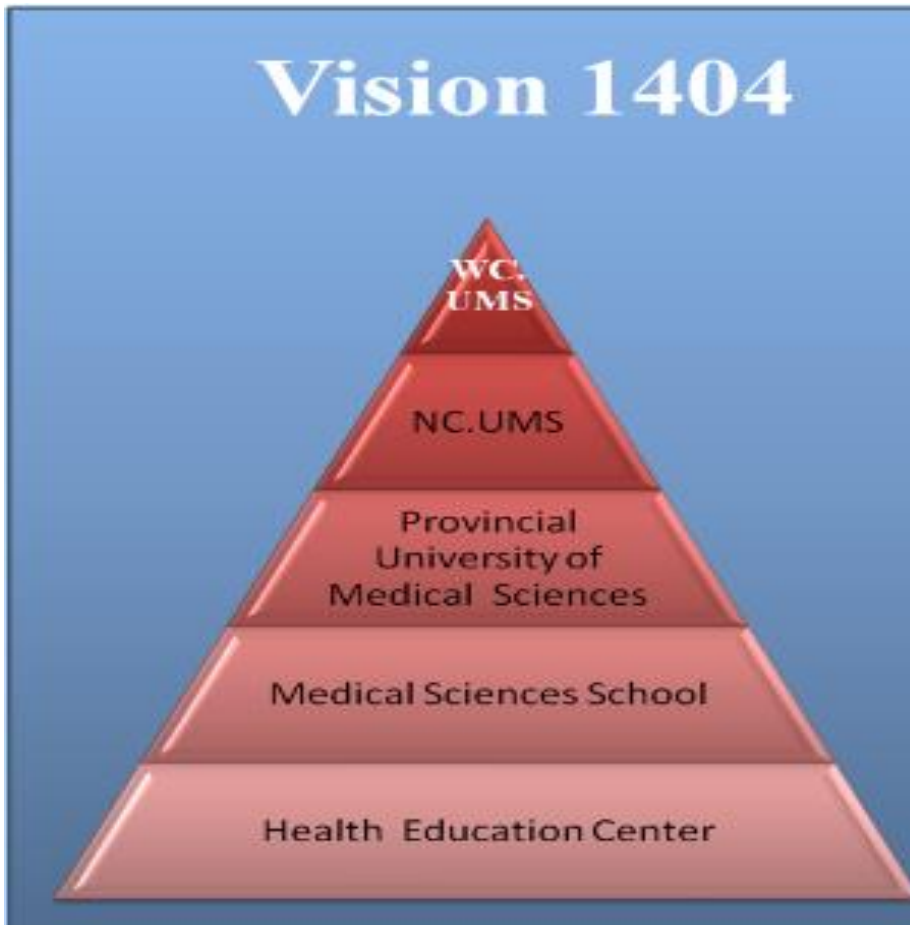 Vision 1404
WC.
UMS
NC.UMS
Provincial
University of
Medical Sciences
Medical Sciences School
Health Education Center